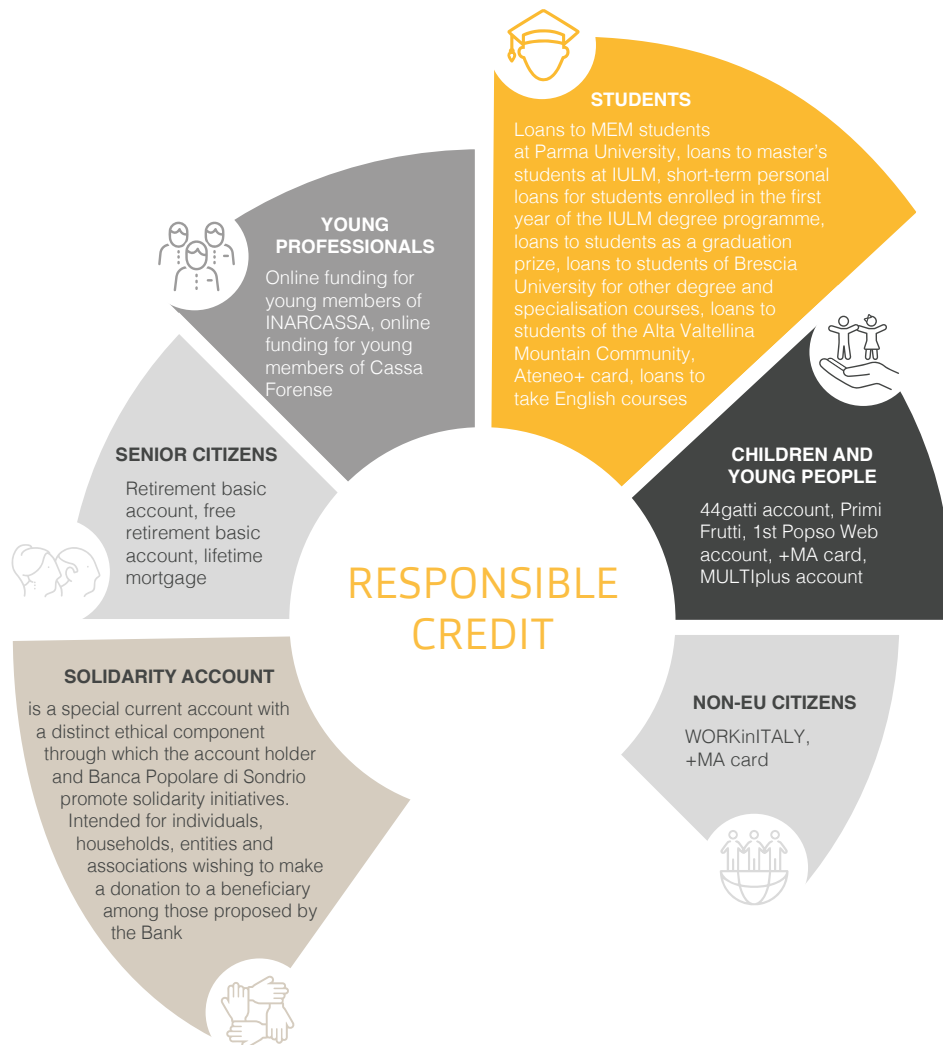 STUDENTS
Loans to MEM students
at Parma University, loans to master's
students at IULM, short-term personal
loans for students enrolled in the first
year of the IULM degree programme,
loans to students as a graduation
prize, loans to students of Brescia
University for other degree and
specialisation courses, loans to
students of the Alta Valtellina
Mountain Community,
Ateneo+ card, loans to
take English courses
YOUNG
PROFESSIONALS
Online funding for
young members of
INARCASSA, online
funding for young
members of Cassa
Forense
SENIOR CITIZENS
Retirement basic
account, free
retirement basic
account, lifetime
mortgage
CHILDREN AND
YOUNG PEOPLE
44gatti account, Primi
Frutti, 1st Popso Web
account, +MA card,
MULTIplus account
RESPONSIBLE
CREDIT
SOLIDARITY ACCOUNT
is a special current account with
a distinct ethical component
through which the account holder
and Banca Popolare di Sondrio
promote solidarity initiatives.
Intended for individuals,
households, entities and
associations wishing to make
a donation to a beneficiary
among those proposed by
the Bank
NON-EU CITIZENS
WORKinITALY,
+MA card